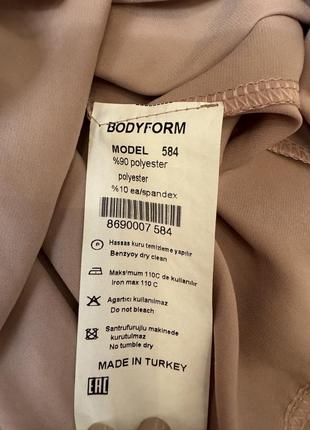 BODYFORM
MODEL 584
%90 polyester
polyester
%10 ea/spandex
8690007 584
P Hassas kuru temizleme yapılır
Benzyoy dry clean
Maksimum 110C de kullanılır
Iron max 110 C
Agartıcı kullanılmaz
Do not bleach
Santrufurujlu makinede
kurutulmaz
No tumble dry
MADE IN TURKEY
EAC